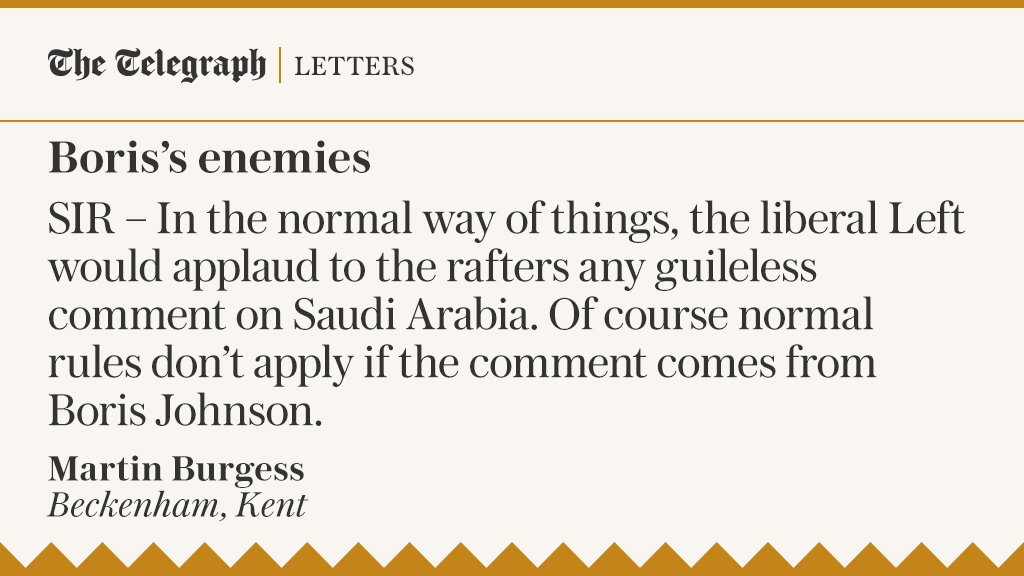 The Telegraph | LETTERS
Boris’s enemies
SIR – In the normal way of things, the liberal Left
would applaud to the rafters any guileless
comment on Saudi Arabia. Of course normal
rules don’t apply if the comment comes from
Boris Johnson.
Martin Burgess
Beckenham, Kent